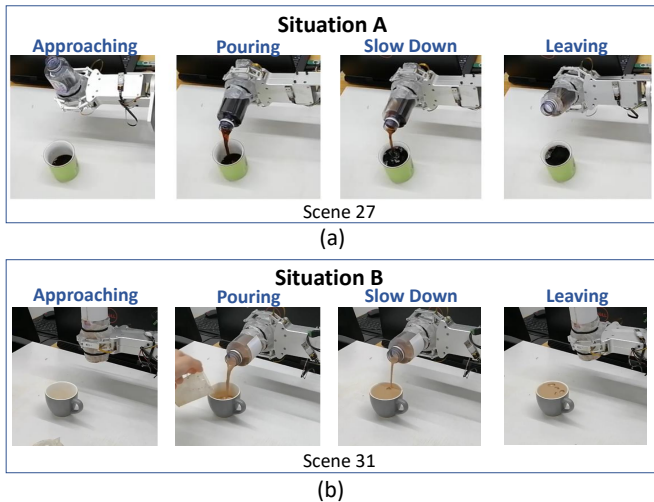 Situation A
Approaching Pouring Slow Down Leaving
Scene 27
(a)
Situation B
Approaching Pouring Slow Down Leaving
Scene 31
(b)